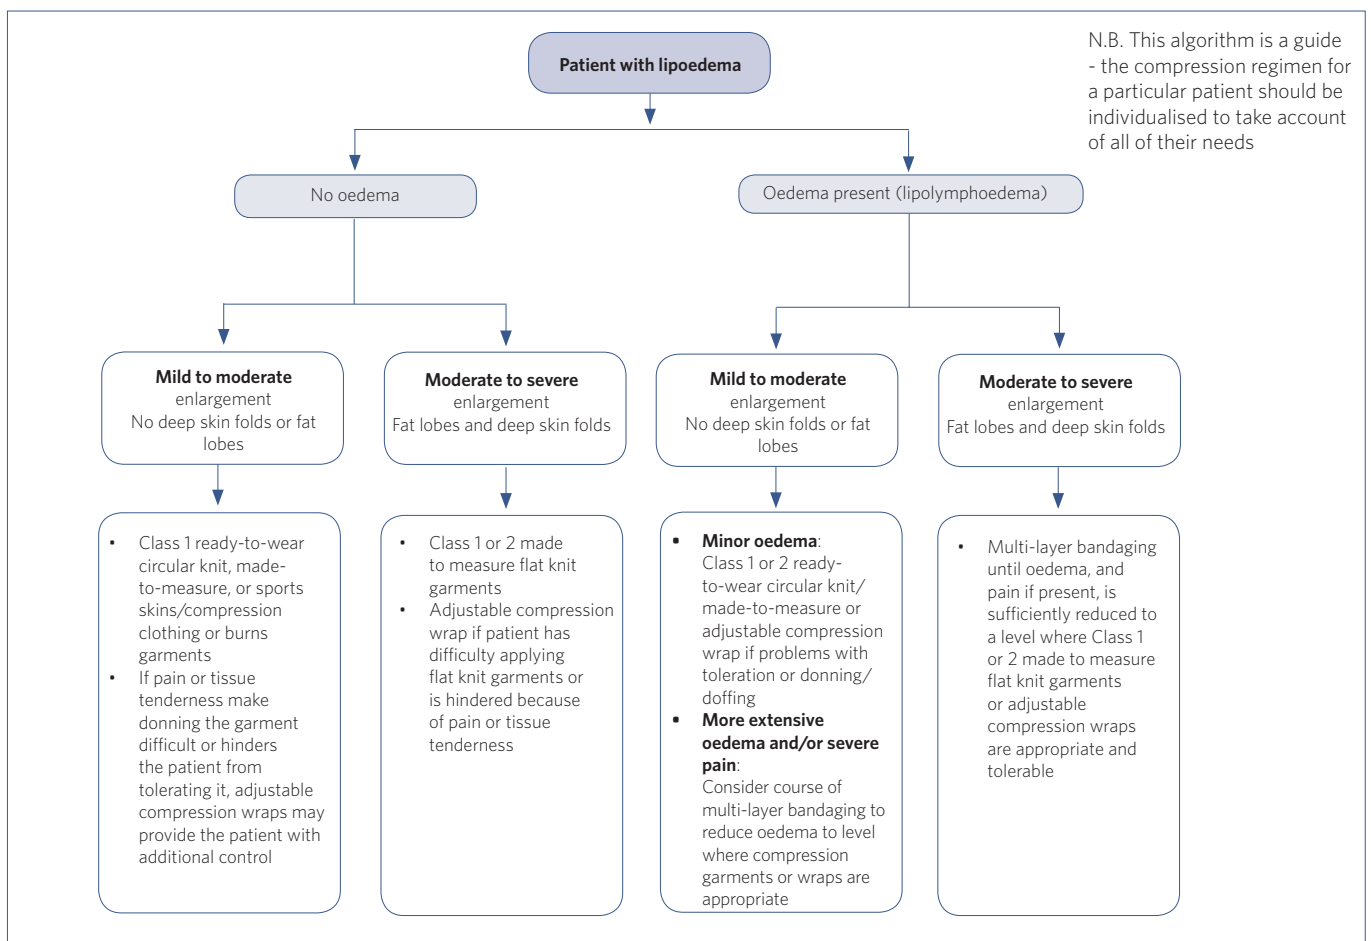 Patient with lipoedema
N.B. This algorithm is a guide
- the compression regimen for
a particular patient should be
individualised to take account
of all of their needs
No oedema
Oedema present (lipolymphoedema)
Mild to moderate
enlargement
No deep skin folds or fat
lobes
Moderate to severe
enlargement
Fat lobes and deep skin folds
Mild to moderate
enlargement
No deep skin folds or fat
lobes
Moderate to severe
enlargement
Fat lobes and deep skin folds
• Class 1 ready-to-wear
circular knit, made-
to-measure, or sports
skins/compression
clothing or burns
garments
• If pain or tissue
tenderness make
donning the garment
difficult or hinders
the patient from
tolerating it, adjustable
compression wraps may
provide the patient with
additional control
• Class 1 or 2 made
to measure flat knit
garments
• Adjustable compression
wrap if patient has
difficulty applying
flat knit garments or
is hindered because
of pain or tissue
tenderness
• Minor oedema:
Class 1 or 2 ready-
to-wear circular knit/
made-to-measure or
adjustable compression
wrap if problems with
toleration or donning/
doffing
• More extensive
oedema and/or severe
pain:
Consider course of
multi-layer bandaging to
reduce oedema to level
where compression
garments or wraps are
appropriate
• Multi-layer bandaging
until oedema, and
pain if present, is
sufficiently reduced to
a level where Class 1
or 2 made to measure
flat knit garments
or adjustable
compression wraps
are appropriate and
tolerable